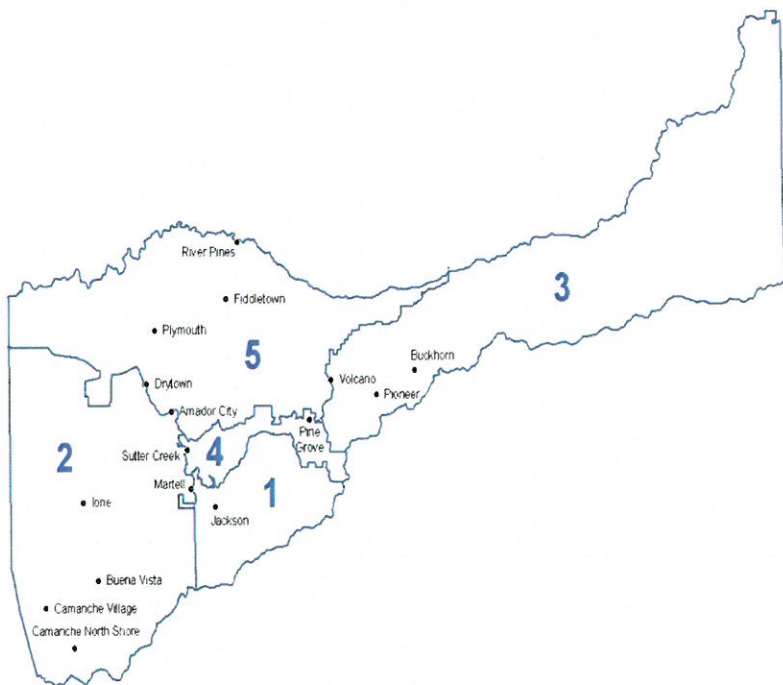 River Pines
3
Fiddletown
Plymouth
5
Buckhorn
Volcano
Drytown
Pioneer
Amador City
Pine
Grove
4
Sutter Creek
2
Martell
1
Ione
Jackson
Buena Vista
Camanche Village
Camanche North Shore